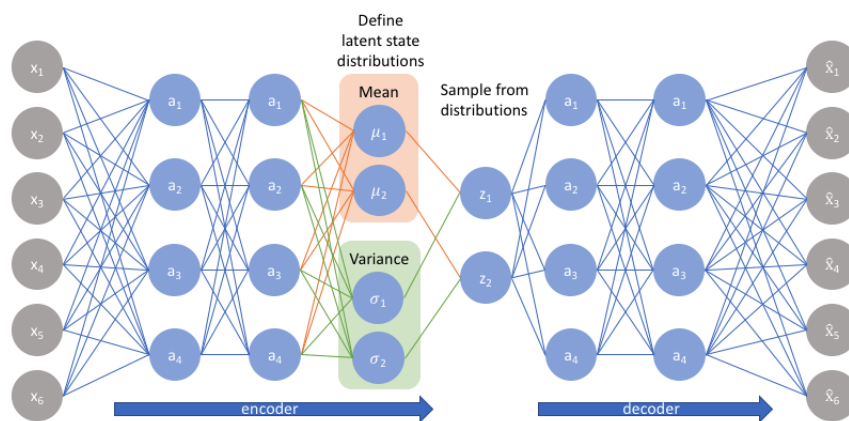 Define
latent state
distributions
Mean
Sample from
distributions
Variance
x₁
x₂
x₃
x₄
x₅
x₆
a₁
a₂
a₃
a₄
a₁
a₂
a₃
a₄
μ₁
μ₂
σ₁
σ₂
z₁
z₂
a₁
a₂
a₃
a₄
a₁
a₂
a₃
a₄
x̂₁
x̂₂
x̂₃
x̂₄
x̂₅
x̂₆
encoder
decoder